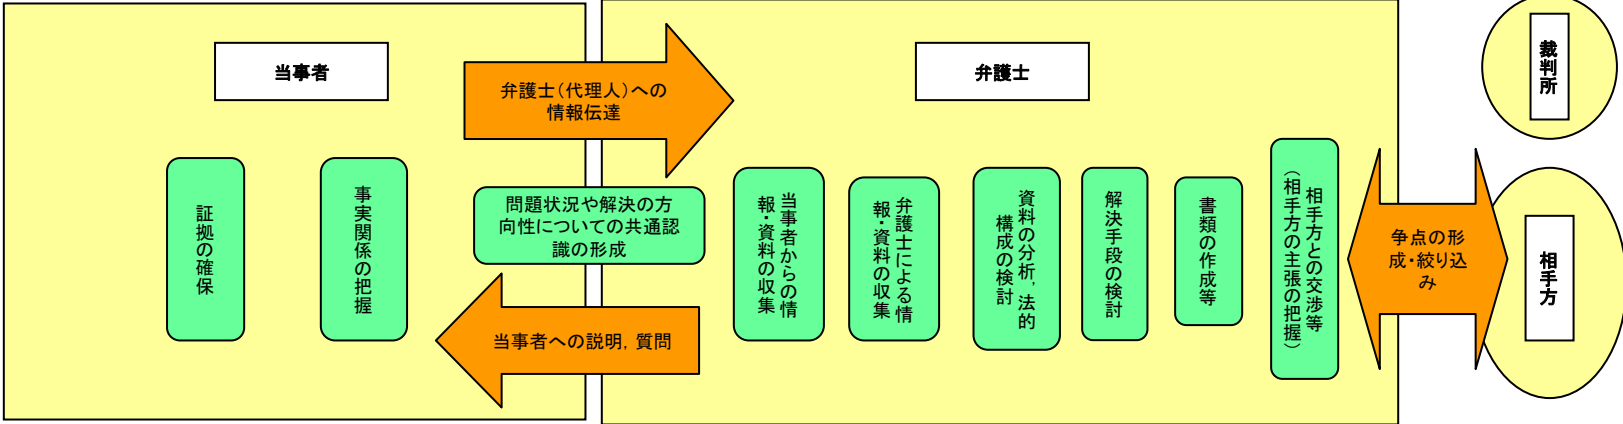 当事者
弁護士(代理人)への
情報伝達
証拠の確保
事実関係の把握
問題状況や解決の方
向性についての共通認
識の形成
当事者への説明,質問
弁護士
当事者からの情
報・資料の収集
弁護士による情
報・資料の収集
資料の分析,法的
構成の検討
解決手段の検討
書類の作成等
相手方との交渉等
(相手方の主張の把握)
争点の形
成・絞り込
み
裁判所
相手方